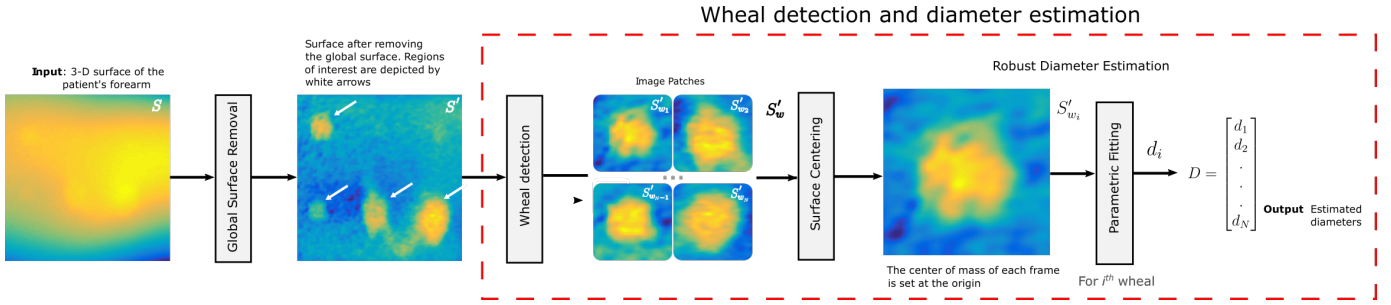 Wheal detection and diameter estimation
Input: 3-D surface of the
patient's forearm
S
Global Surface Removal
Surface after removing
the global surface. Regions
of interest are depicted by
white arrows
S′
Wheal detection
Image Patches
S′w1
S′w2
S′wN−1
S′wN
S′w
Surface Centering
Robust Diameter Estimation
The center of mass of each frame
is set at the origin
S′wi
Parametric Fitting
For ith wheal
di
D =
d1
d2
.
.
.
dN
Output Estimated
diameters